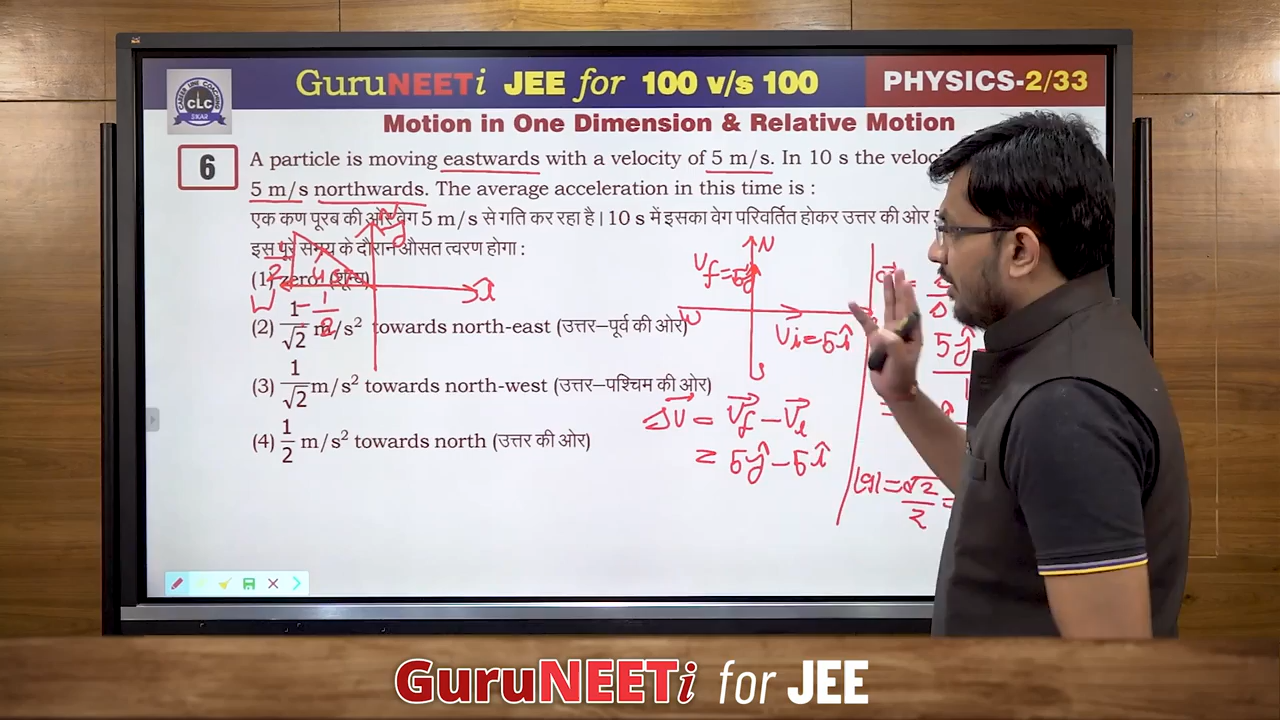 GuruNEETi JEE for 100 v/s 100
PHYSICS-2/33
CLC
SIKAR
Motion in One Dimension & Relative Motion
6
A particle is moving eastwards with a velocity of 5 m/s. In 10 s the
5 m/s northwards. The average acceleration in this time is :
एक कण पूरब की ओर वेग 5 m/s से गति कर रहा है। 10 s में इसका वेग परिवर्तित होकर उत्तर की ओर
इस पूरे समय के दौरान औसत त्वरण होगा :
(1) zero (शून्य)
(2) 1/√2 m/s² towards north-east (उत्तर–पूर्व की ओर)
(3) 1/√2 m/s² towards north-west (उत्तर–पश्चिम की ओर)
(4) 1/2 m/s² towards north (उत्तर की ओर)
N
Vf = 5ĵ
W
Vi = 5î
S
ΔV⃗ = V⃗f – V⃗i
= 5ĵ – 5î
5ĵ
|a| = √2/2 =
GuruNEETi for JEE